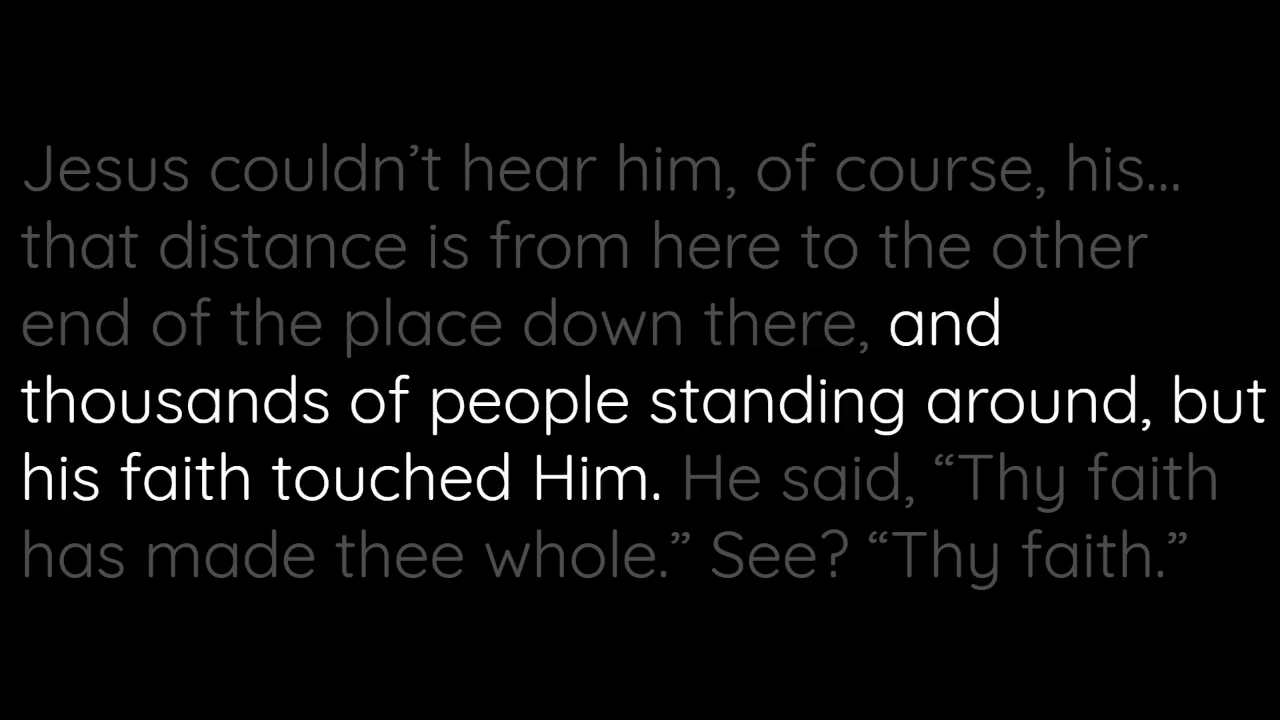 Jesus couldn’t hear him, of course, his...
that distance is from here to the other
end of the place down there, and
thousands of people standing around, but
his faith touched Him. He said, “Thy faith
has made thee whole.” See? “Thy faith.”